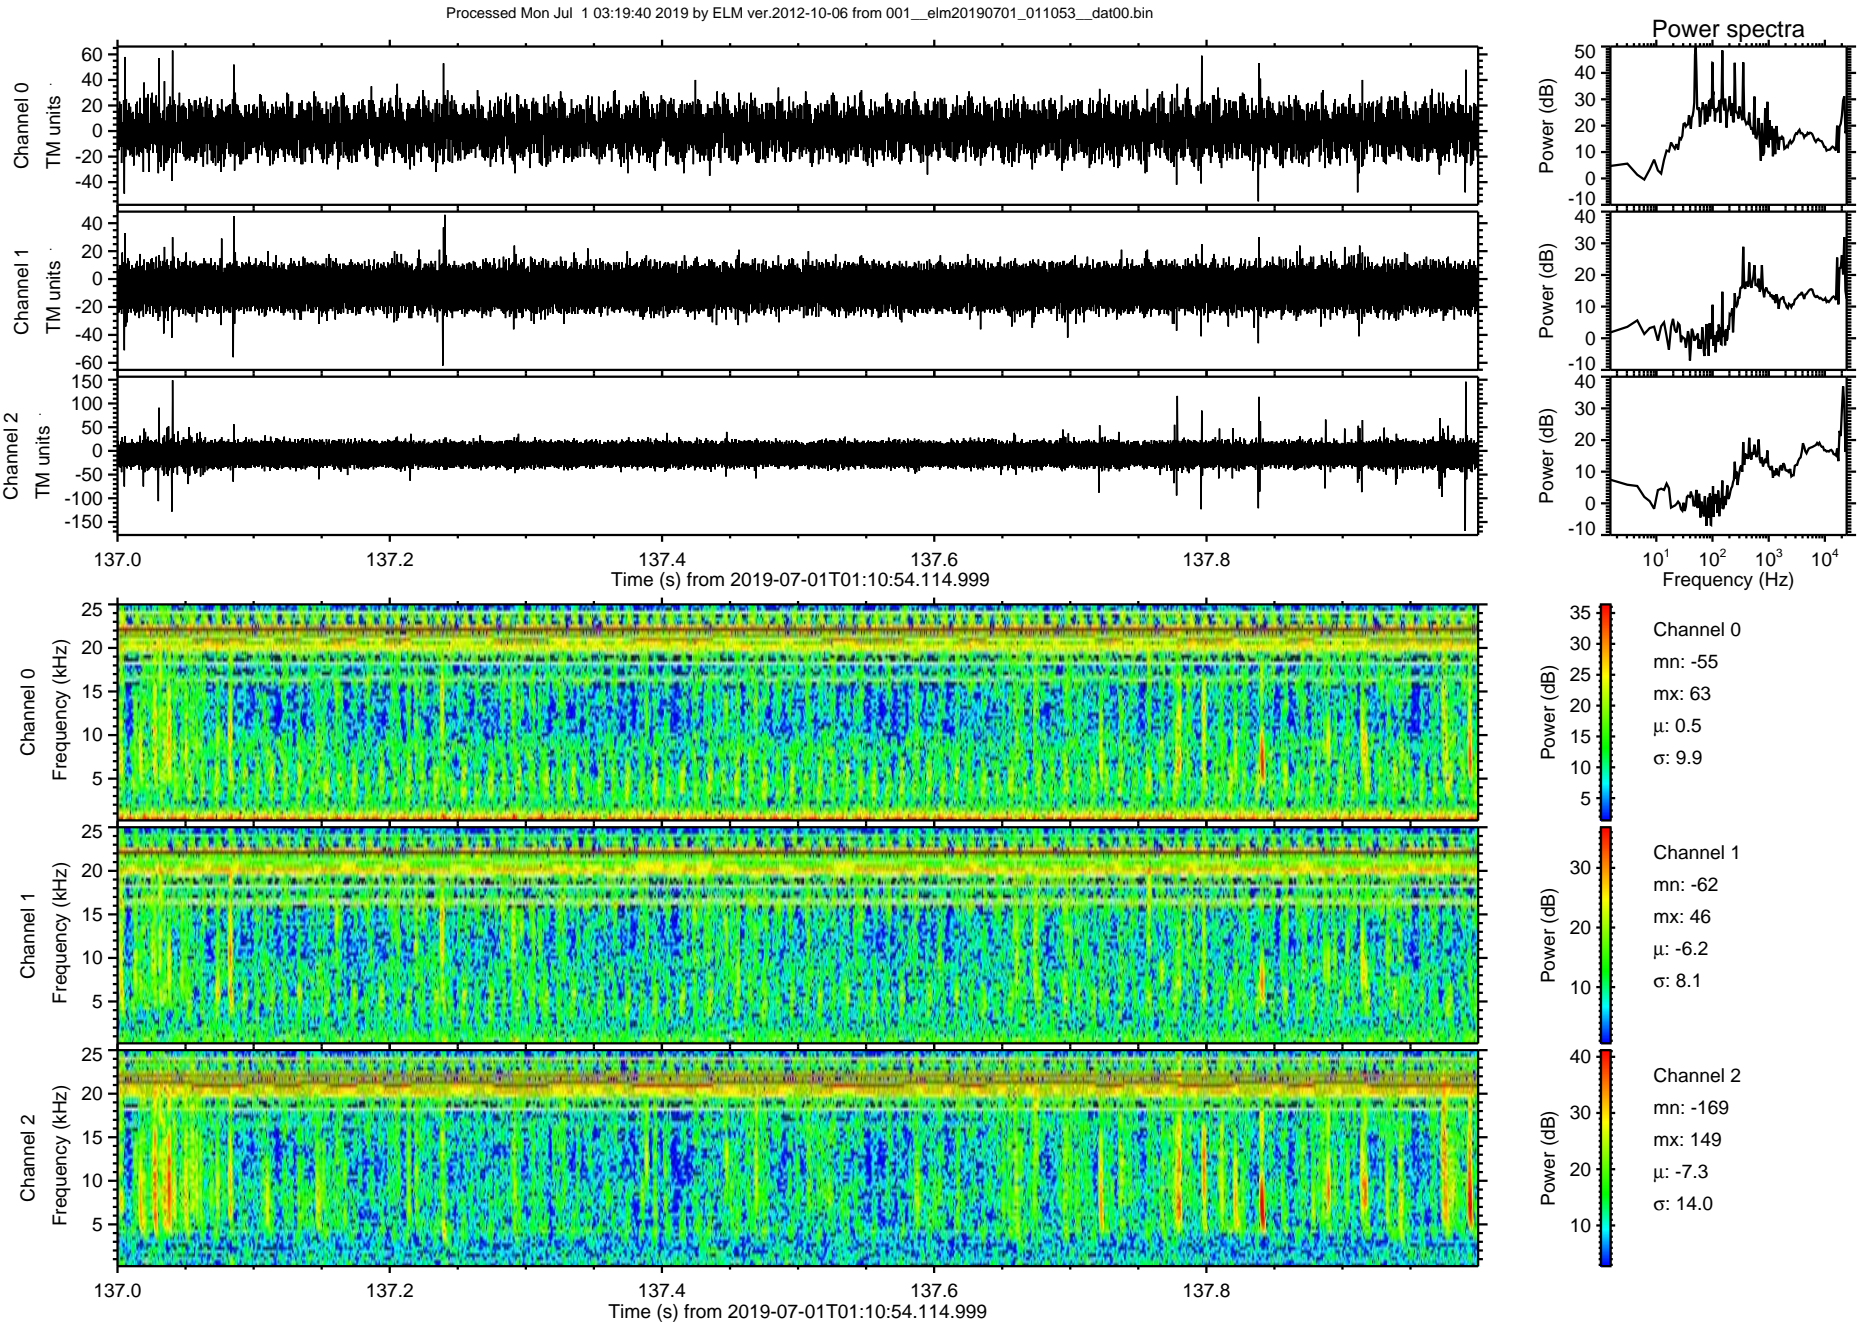 Processed Mon Jul  1 03:19:40 2019 by ELM ver.2012-10-06 from 001__elm20190701_011053__dat00.bin
Power spectra
Channel 0
TM units
60
40
20
0
-20
-40
Power (dB)
50
40
30
20
10
0
-10
Channel 1
TM units
40
20
0
-20
-40
-60
Power (dB)
40
30
20
10
0
-10
Channel 2
TM units
150
100
50
0
-50
-100
-150
Power (dB)
40
30
20
10
0
-10
137.0 137.2 137.4 137.6 137.8
Time (s) from 2019-07-01T01:10:54.114.999
10¹ 10² 10³ 10⁴
Frequency (Hz)
Channel 0
Frequency (kHz)
25
20
15
10
5
Power (dB)
35
30
25
20
15
10
5
Channel 0
mn: -55
mx: 63
μ: 0.5
σ: 9.9
Channel 1
Frequency (kHz)
25
20
15
10
5
Power (dB)
30
20
10
Channel 1
mn: -62
mx: 46
μ: -6.2
σ: 8.1
Channel 2
Frequency (kHz)
25
20
15
10
5
Power (dB)
40
30
20
10
Channel 2
mn: -169
mx: 149
μ: -7.3
σ: 14.0
137.0 137.2 137.4 137.6 137.8
Time (s) from 2019-07-01T01:10:54.114.999